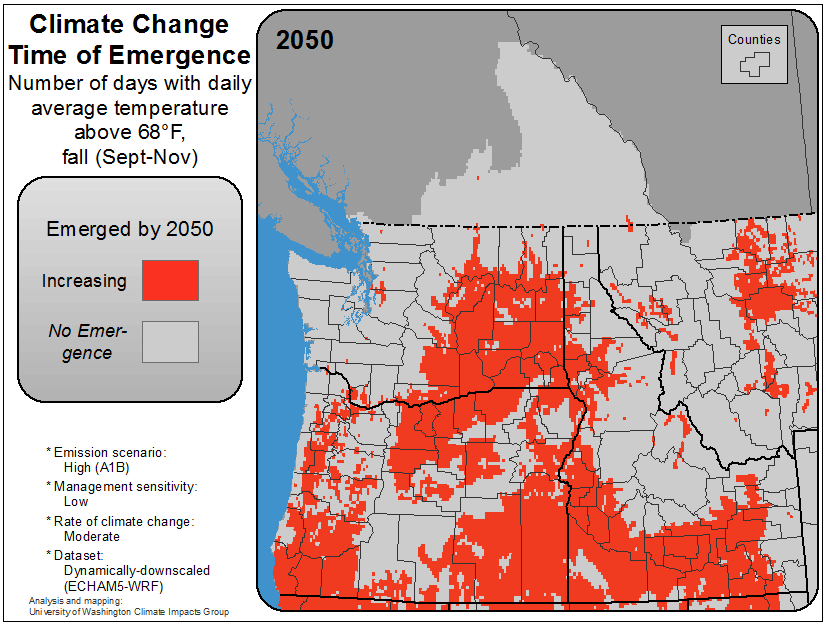 Climate Change
Time of Emergence
Number of days with daily
average temperature
above 68°F,
fall (Sept-Nov)
2050
Counties
Emerged by 2050
Increasing
No Emer-
gence
* Emission scenario:
High (A1B)
* Management sensitivity:
Low
* Rate of climate change:
Moderate
* Dataset:
Dynamically-downscaled
(ECHAM5-WRF)
Analysis and mapping:
University of Washington Climate Impacts Group